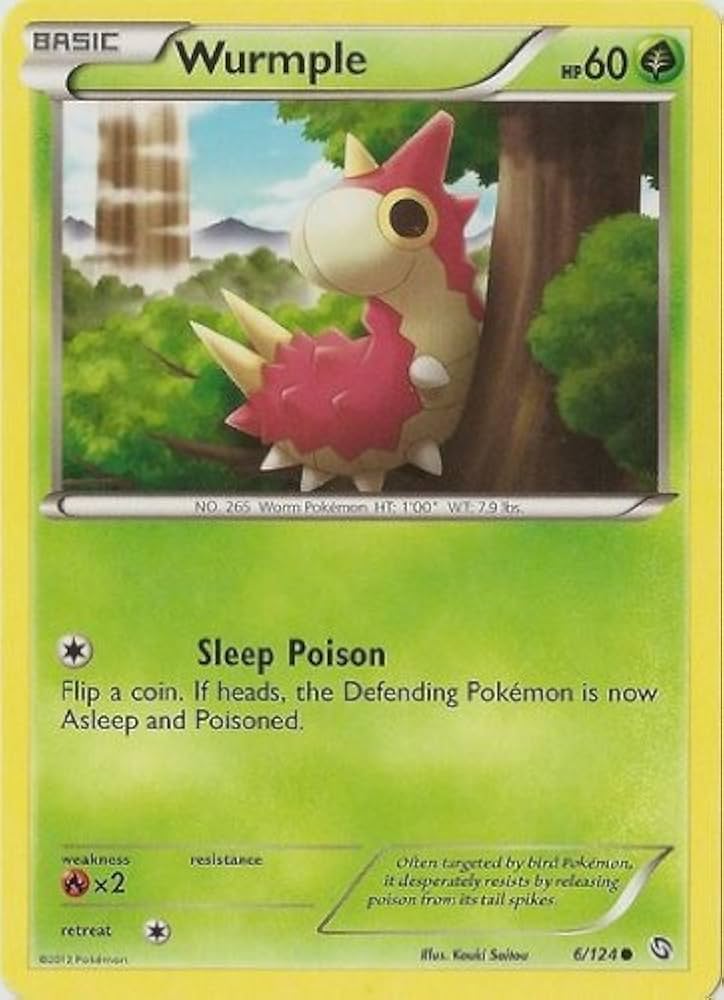 BASIC
Wurmple
HP60
NO. 265 Worm Pokémon HT: 1'00" WT: 7.9 lbs.
Sleep Poison
Flip a coin. If heads, the Defending Pokémon is now
Asleep and Poisoned.
weakness resistance
×2
Often targeted by bird Pokémon,
it desperately resists by releasing
poison from its tail spikes.
retreat
©2012 Pokémon
Illus. Kouki Saitou 6/124